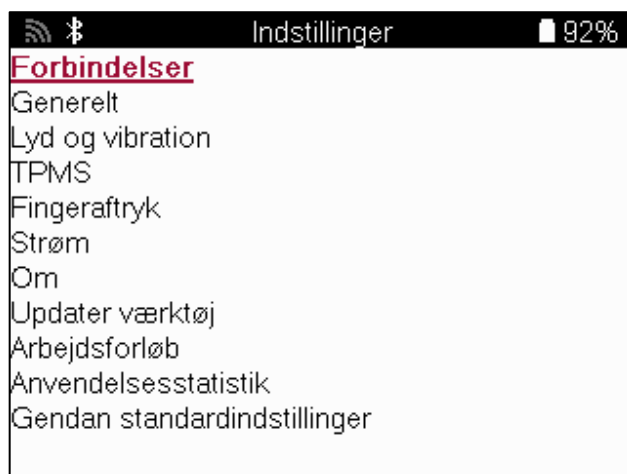 Indstillinger 92%
Forbindelser
Generelt
Lyd og vibration
TPMS
Fingeraftryk
Strøm
Om
Updater værktøj
Arbejdsforløb
Anvendelsesstatistik
Gendan standardindstillinger